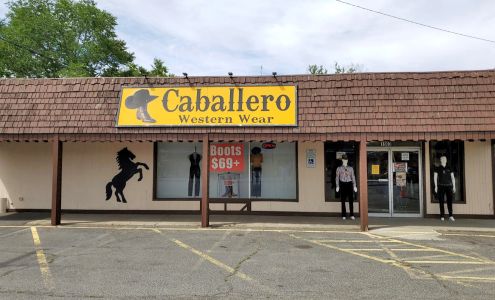 Caballero
Western Wear
Boots
$69+